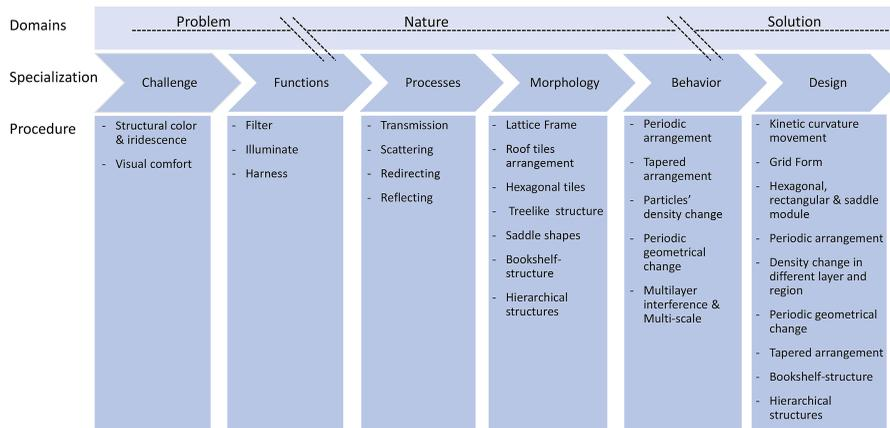 Domains
Problem
Nature
Solution
Specialization
Challenge
Functions
Processes
Morphology
Behavior
Design
Procedure
- Structural color
& iridescence
- Visual comfort
- Filter
- Illuminate
- Harness
- Transmission
- Scattering
- Redirecting
- Reflecting
- Lattice Frame
- Roof tiles
arrangement
- Hexagonal tiles
- Treelike structure
- Saddle shapes
- Bookshelf-
structure
- Hierarchical
structures
- Periodic
arrangement
- Tapered
arrangement
- Particles'
density change
- Periodic
geometrical
change
- Multilayer
interference &
Multi-scale
- Kinetic curvature
movement
- Grid Form
- Hexagonal,
rectangular & saddle
module
- Periodic arrangement
- Density change in
different layer and
region
- Periodic geometrical
change
- Tapered arrangement
- Bookshelf-structure
- Hierarchical
structures